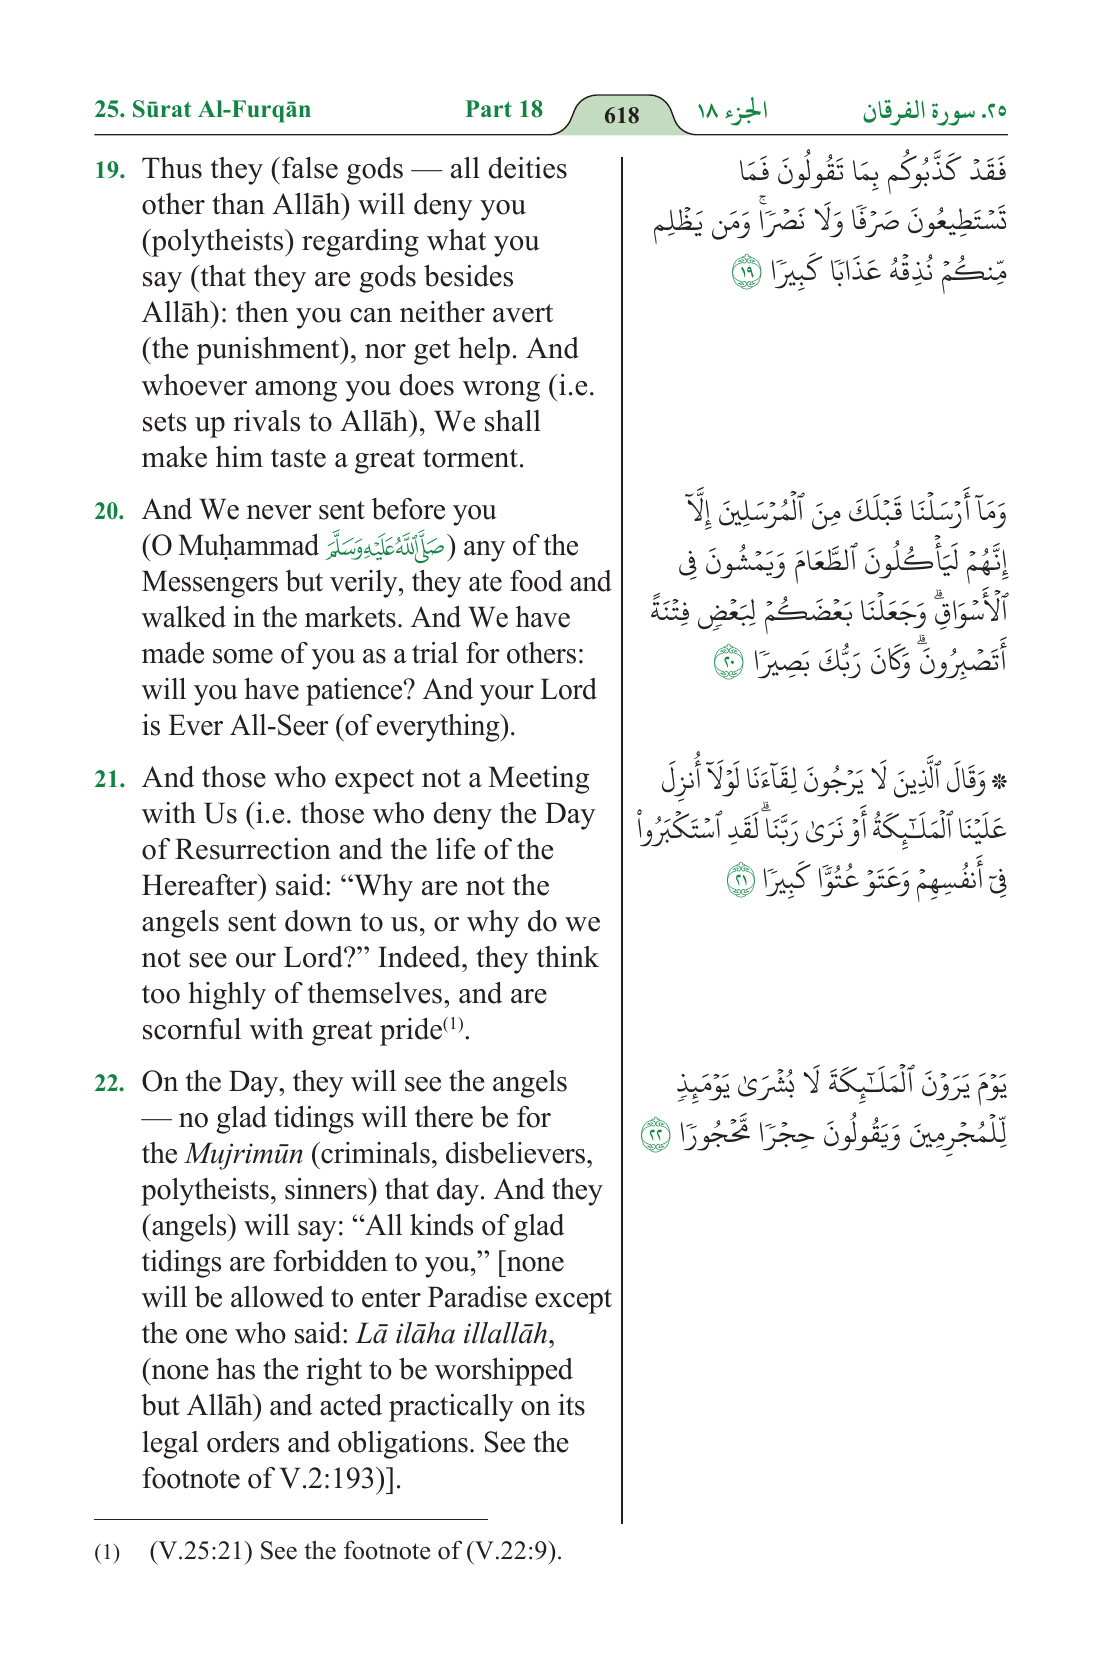 25. Sūrat Al-Furqān Part 18 618 الجزء ١٨ ٢٥. سورة الفرقان
19. Thus they (false gods — all deities
other than Allāh) will deny you
(polytheists) regarding what you
say (that they are gods besides
Allāh): then you can neither avert
(the punishment), nor get help. And
whoever among you does wrong (i.e.
sets up rivals to Allāh), We shall
make him taste a great torment.
فَقَدۡ كَذَّبُوكُم بِمَا تَقُولُونَ فَمَا
تَسۡتَطِيعُونَ صَرۡفٗا وَلَا نَصۡرٗاۚ وَمَن يَظۡلِم
مِّنكُمۡ نُذِقۡهُ عَذَابٗا كَبِيرٗا ١٩
20. And We never sent before you
(O Muḥammad صَلَّى اللَّهُ عَلَيْهِ وَسَلَّمَ) any of the
Messengers but verily, they ate food and
walked in the markets. And We have
made some of you as a trial for others:
will you have patience? And your Lord
is Ever All-Seer (of everything).
وَمَآ أَرۡسَلۡنَا قَبۡلَكَ مِنَ ٱلۡمُرۡسَلِينَ إِلَّآ
إِنَّهُمۡ لَيَأۡكُلُونَ ٱلطَّعَامَ وَيَمۡشُونَ فِي
ٱلۡأَسۡوَاقِۗ وَجَعَلۡنَا بَعۡضَكُمۡ لِبَعۡضٖ فِتۡنَةً
أَتَصۡبِرُونَۗ وَكَانَ رَبُّكَ بَصِيرٗا ٢٠
21. And those who expect not a Meeting
with Us (i.e. those who deny the Day
of Resurrection and the life of the
Hereafter) said: “Why are not the
angels sent down to us, or why do we
not see our Lord?” Indeed, they think
too highly of themselves, and are
scornful with great pride(1).
✽ وَقَالَ ٱلَّذِينَ لَا يَرۡجُونَ لِقَآءَنَا لَوۡلَآ أُنزِلَ
عَلَيۡنَا ٱلۡمَلَٰٓئِكَةُ أَوۡ نَرَىٰ رَبَّنَاۗ لَقَدِ ٱسۡتَكۡبَرُواْ
فِيٓ أَنفُسِهِمۡ وَعَتَوۡ عُتُوّٗا كَبِيرٗا ٢١
22. On the Day, they will see the angels
— no glad tidings will there be for
the Mujrimūn (criminals, disbelievers,
polytheists, sinners) that day. And they
(angels) will say: “All kinds of glad
tidings are forbidden to you,” [none
will be allowed to enter Paradise except
the one who said: Lā ilāha illallāh,
(none has the right to be worshipped
but Allāh) and acted practically on its
legal orders and obligations. See the
footnote of V.2:193)].
يَوۡمَ يَرَوۡنَ ٱلۡمَلَٰٓئِكَةَ لَا بُشۡرَىٰ يَوۡمَئِذٖ
لِّلۡمُجۡرِمِينَ وَيَقُولُونَ حِجۡرٗا مَّحۡجُورٗا ٢٢
(1) (V.25:21) See the footnote of (V.22:9).